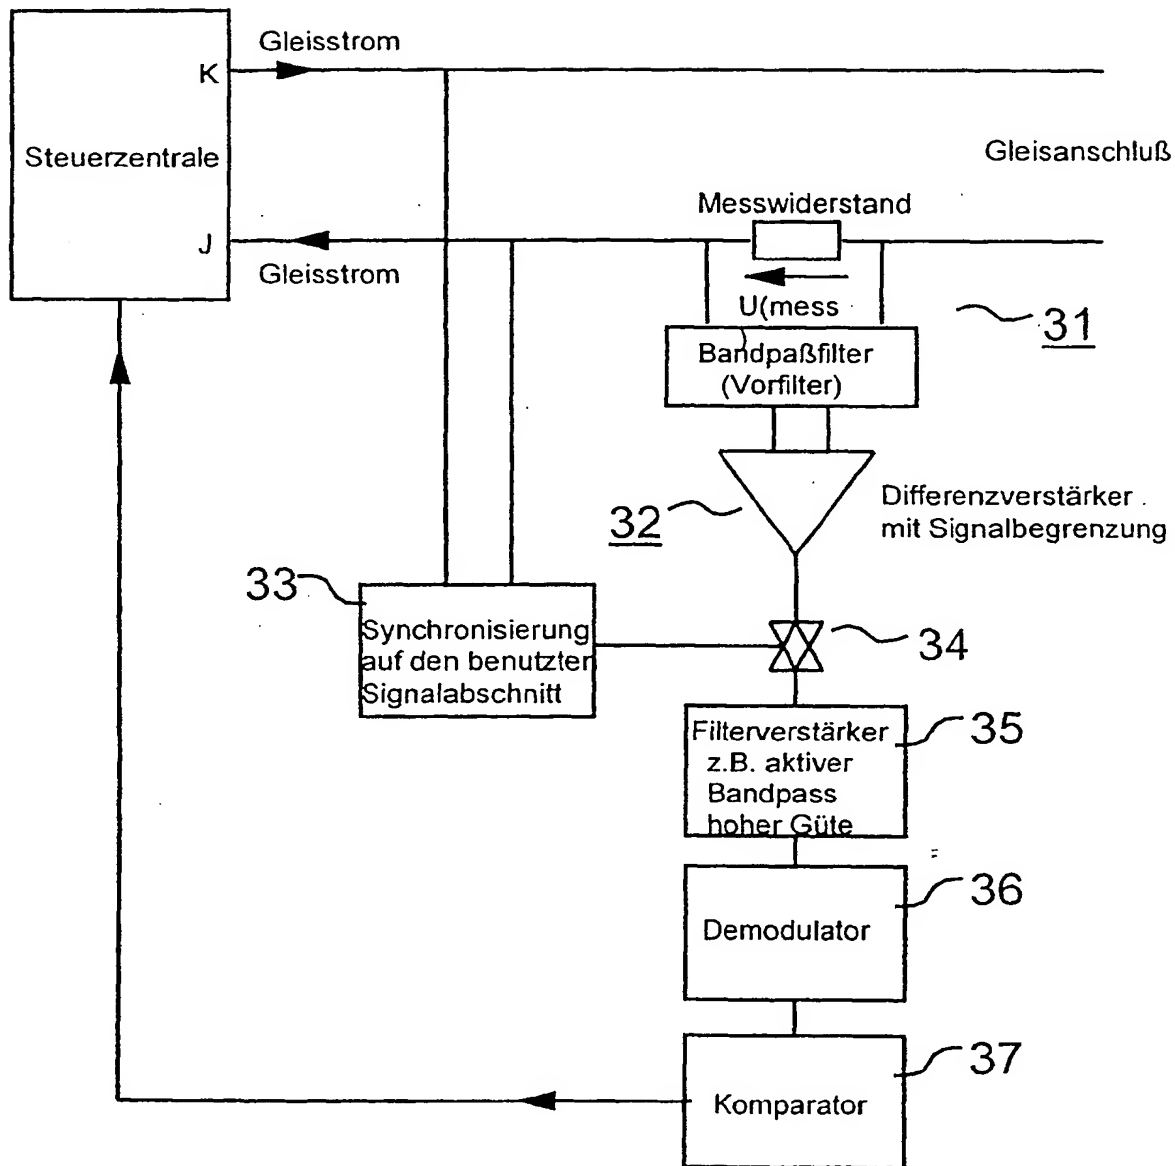 Gleisstrom
K
Steuerzentrale
Gleisanschluß
Messwiderstand
J
Gleisstrom
U(mess
)
31
Bandpaßfilter
(Vorfilter)
Differenzverstärker
mit Signalbegrenzung
32
33
Synchronisierung
auf den benutzten
Signalabschnitt
34
Filterverstärker
z.B. aktiver
Bandpass
hoher Güte
35
36
Demodulator
37
Komparator